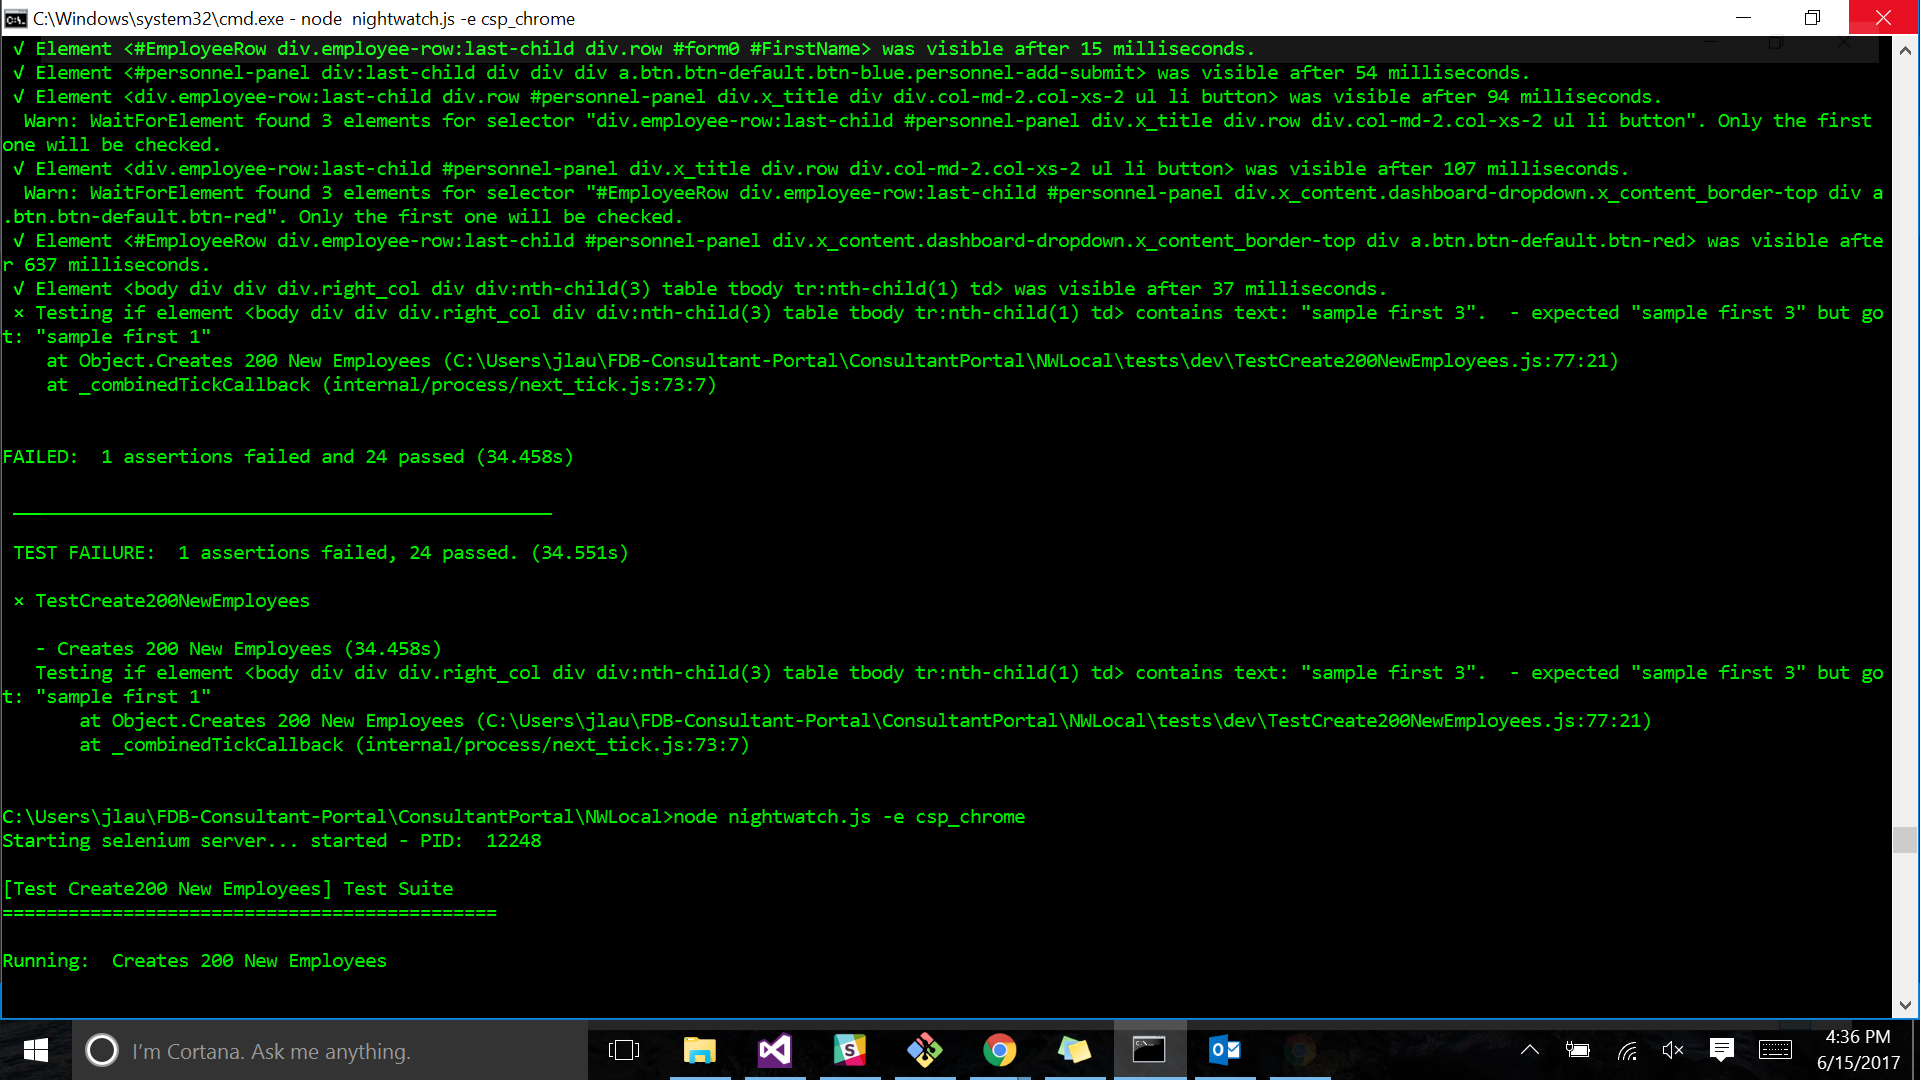 C:\Windows\system32\cmd.exe - node  nightwatch.js -e csp_chrome
√ Element <#EmployeeRow div.employee-row:last-child div.row #form0 #FirstName> was visible after 15 milliseconds.
√ Element <#personnel-panel div:last-child div div div a.btn.btn-default.btn-blue.personnel-add-submit> was visible after 54 milliseconds.
√ Element <div.employee-row:last-child div.row #personnel-panel div.x_title div div.col-md-2.col-xs-2 ul li button> was visible after 94 milliseconds.
Warn: WaitForElement found 3 elements for selector "div.employee-row:last-child #personnel-panel div.x_title div.row div.col-md-2.col-xs-2 ul li button". Only the first
one will be checked.
√ Element <div.employee-row:last-child #personnel-panel div.x_title div.row div.col-md-2.col-xs-2 ul li button> was visible after 107 milliseconds.
Warn: WaitForElement found 3 elements for selector "#EmployeeRow div.employee-row:last-child #personnel-panel div.x_content.dashboard-dropdown.x_content_border-top div a
.btn.btn-default.btn-red". Only the first one will be checked.
√ Element <#EmployeeRow div.employee-row:last-child #personnel-panel div.x_content.dashboard-dropdown.x_content_border-top div a.btn.btn-default.btn-red> was visible afte
r 637 milliseconds.
√ Element <body div div div.right_col div div:nth-child(3) table tbody tr:nth-child(1) td> was visible after 37 milliseconds.
× Testing if element <body div div div.right_col div div:nth-child(3) table tbody tr:nth-child(1) td> contains text: "sample first 3".  - expected "sample first 3" but go
t: "sample first 1"
at Object.Creates 200 New Employees (C:\Users\jlau\FDB-Consultant-Portal\ConsultantPortal\NWLocal\tests\dev\TestCreate200NewEmployees.js:77:21)
at _combinedTickCallback (internal/process/next_tick.js:73:7)
FAILED:  1 assertions failed and 24 passed (34.458s)
_________________________________________________
TEST FAILURE:  1 assertions failed, 24 passed. (34.551s)
× TestCreate200NewEmployees
- Creates 200 New Employees (34.458s)
Testing if element <body div div div.right_col div div:nth-child(3) table tbody tr:nth-child(1) td> contains text: "sample first 3".  - expected "sample first 3" but go
t: "sample first 1"
at Object.Creates 200 New Employees (C:\Users\jlau\FDB-Consultant-Portal\ConsultantPortal\NWLocal\tests\dev\TestCreate200NewEmployees.js:77:21)
at _combinedTickCallback (internal/process/next_tick.js:73:7)
C:\Users\jlau\FDB-Consultant-Portal\ConsultantPortal\NWLocal>node nightwatch.js -e csp_chrome
Starting selenium server... started - PID:  12248
[Test Create200 New Employees] Test Suite
=============================================
Running:  Creates 200 New Employees
I'm Cortana. Ask me anything.
4:36 PM
6/15/2017